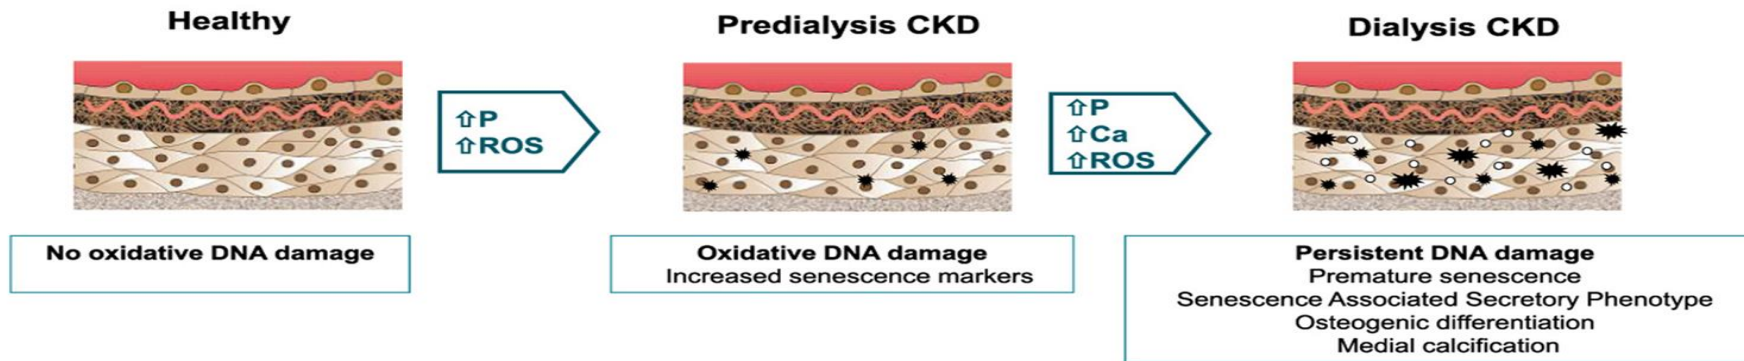 Healthy
Predialysis CKD
Dialysis CKD
⇧P
⇧ROS
⇧P
⇧Ca
⇧ROS
No oxidative DNA damage
Oxidative DNA damage
Increased senescence markers
Persistent DNA damage
Premature senescence
Senescence Associated Secretory Phenotype
Osteogenic differentiation
Medial calcification